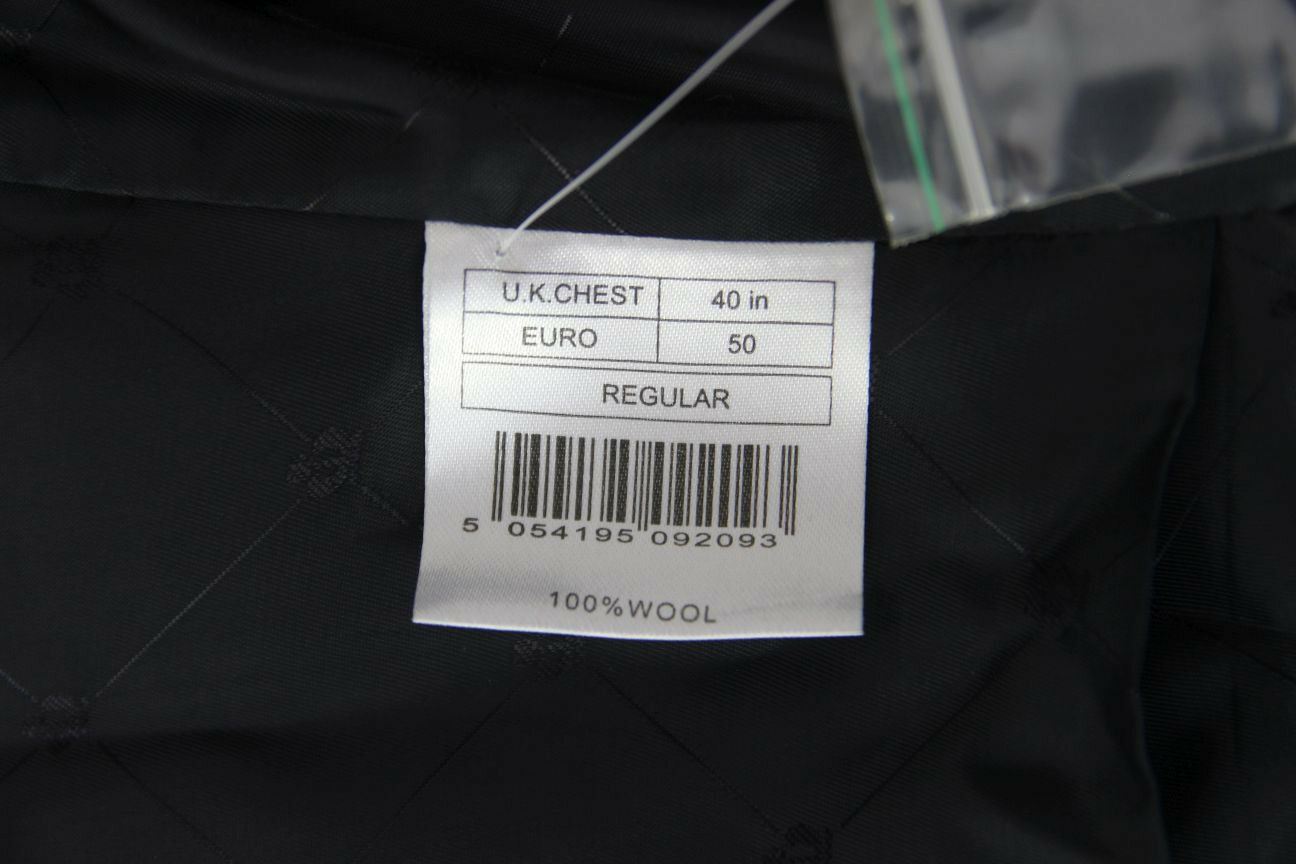 U.K.CHEST 40 in
EURO 50
REGULAR
5 054195 092093
100%WOOL